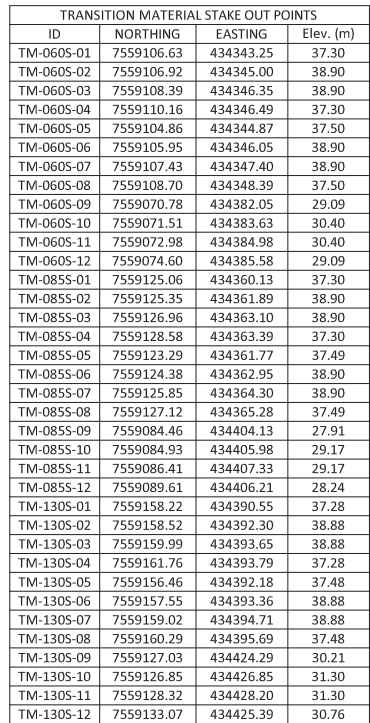 TRANSITION MATERIAL STAKE OUT POINTS
ID NORTHING EASTING Elev. (m)
TM-060S-01 7559106.63 434343.25 37.30
TM-060S-02 7559106.92 434345.00 38.90
TM-060S-03 7559108.39 434346.35 38.90
TM-060S-04 7559110.16 434346.49 37.30
TM-060S-05 7559104.86 434344.87 37.50
TM-060S-06 7559105.95 434346.05 38.90
TM-060S-07 7559107.43 434347.40 38.90
TM-060S-08 7559108.70 434348.39 37.50
TM-060S-09 7559070.78 434382.05 29.09
TM-060S-10 7559071.51 434383.63 30.40
TM-060S-11 7559072.98 434384.98 30.40
TM-060S-12 7559074.60 434385.58 29.09
TM-085S-01 7559125.06 434360.13 37.30
TM-085S-02 7559125.35 434361.89 38.90
TM-085S-03 7559126.96 434363.10 38.90
TM-085S-04 7559128.58 434363.39 37.30
TM-085S-05 7559123.29 434361.77 37.49
TM-085S-06 7559124.38 434362.95 38.90
TM-085S-07 7559125.85 434364.30 38.90
TM-085S-08 7559127.12 434365.28 37.49
TM-085S-09 7559084.46 434404.13 27.91
TM-085S-10 7559084.93 434405.98 29.17
TM-085S-11 7559086.41 434407.33 29.17
TM-085S-12 7559089.61 434406.21 28.24
TM-130S-01 7559158.22 434390.55 37.28
TM-130S-02 7559158.52 434392.30 38.88
TM-130S-03 7559159.99 434393.65 38.88
TM-130S-04 7559161.76 434393.79 37.28
TM-130S-05 7559156.46 434392.18 37.48
TM-130S-06 7559157.55 434393.36 38.88
TM-130S-07 7559159.02 434394.71 38.88
TM-130S-08 7559160.29 434395.69 37.48
TM-130S-09 7559127.03 434424.29 30.21
TM-130S-10 7559126.85 434426.85 31.30
TM-130S-11 7559128.32 434428.20 31.30
TM-130S-12 7559133.07 434425.39 30.76